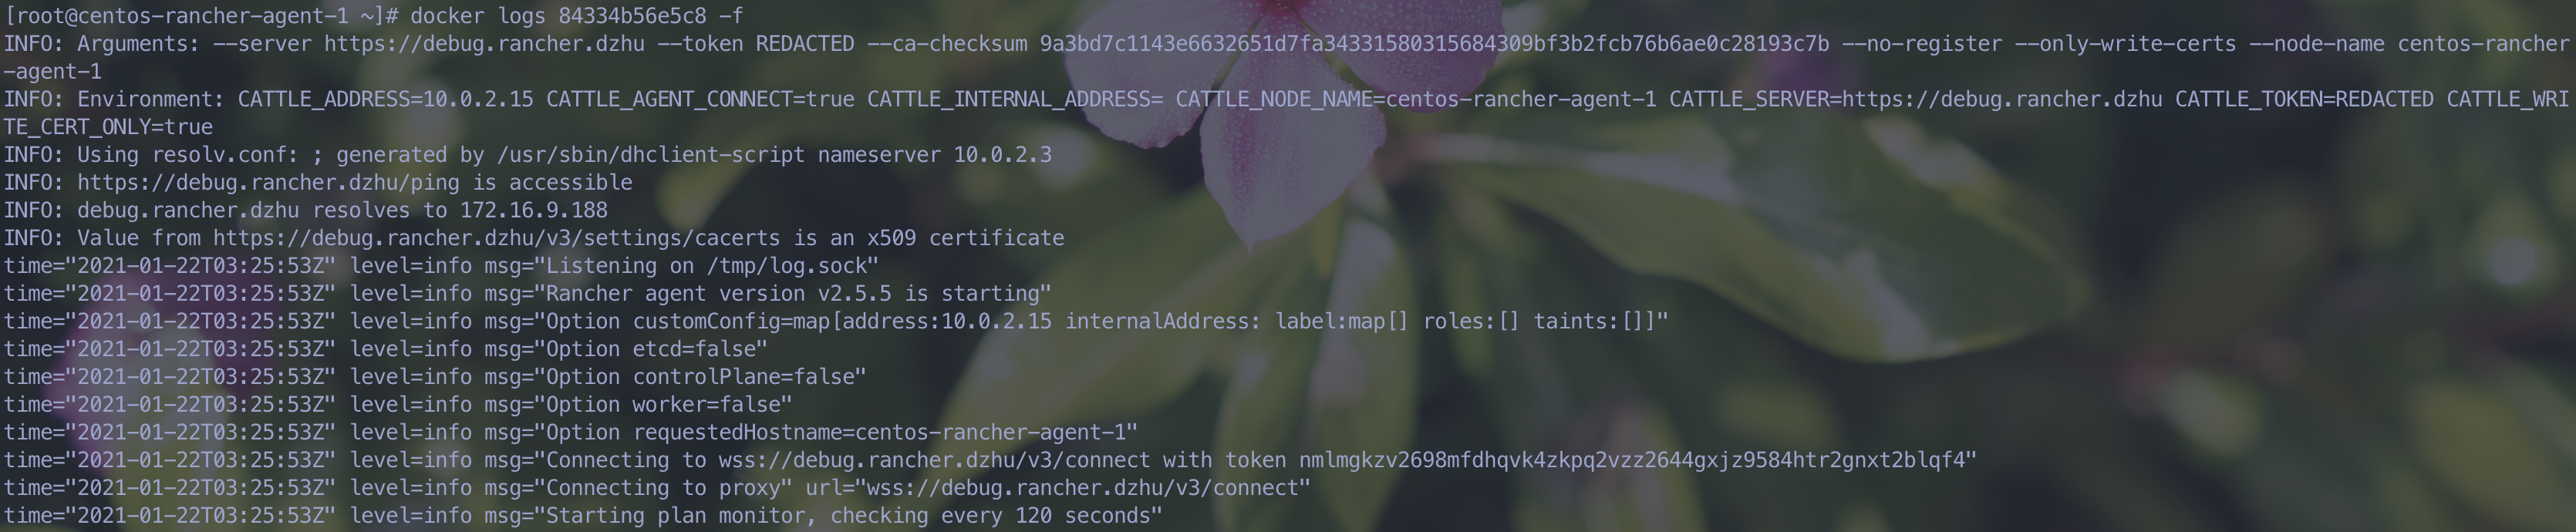 [root@centos-rancher-agent-1 ~]# docker logs 84334b56e5c8 -f
INFO: Arguments: --server https://debug.rancher.dzhu --token REDACTED --ca-checksum 9a3bd7c1143e6632651d7fa34331580315684309bf3b2fcb76b6ae0c28193c7b --no-register --only-write-certs --node-name centos-rancher
-agent-1
INFO: Environment: CATTLE_ADDRESS=10.0.2.15 CATTLE_AGENT_CONNECT=true CATTLE_INTERNAL_ADDRESS= CATTLE_NODE_NAME=centos-rancher-agent-1 CATTLE_SERVER=https://debug.rancher.dzhu CATTLE_TOKEN=REDACTED CATTLE_WRI
TE_CERT_ONLY=true
INFO: Using resolv.conf: ; generated by /usr/sbin/dhclient-script nameserver 10.0.2.3
INFO: https://debug.rancher.dzhu/ping is accessible
INFO: debug.rancher.dzhu resolves to 172.16.9.188
INFO: Value from https://debug.rancher.dzhu/v3/settings/cacerts is an x509 certificate
time="2021-01-22T03:25:53Z" level=info msg="Listening on /tmp/log.sock"
time="2021-01-22T03:25:53Z" level=info msg="Rancher agent version v2.5.5 is starting"
time="2021-01-22T03:25:53Z" level=info msg="Option customConfig=map[address:10.0.2.15 internalAddress: label:map[] roles:[] taints:[]]"
time="2021-01-22T03:25:53Z" level=info msg="Option etcd=false"
time="2021-01-22T03:25:53Z" level=info msg="Option controlPlane=false"
time="2021-01-22T03:25:53Z" level=info msg="Option worker=false"
time="2021-01-22T03:25:53Z" level=info msg="Option requestedHostname=centos-rancher-agent-1"
time="2021-01-22T03:25:53Z" level=info msg="Connecting to wss://debug.rancher.dzhu/v3/connect with token nmlmgkzv2698mfdhqvk4zkpq2vzz2644gxjz9584htr2gnxt2blqf4"
time="2021-01-22T03:25:53Z" level=info msg="Connecting to proxy" url="wss://debug.rancher.dzhu/v3/connect"
time="2021-01-22T03:25:53Z" level=info msg="Starting plan monitor, checking every 120 seconds"